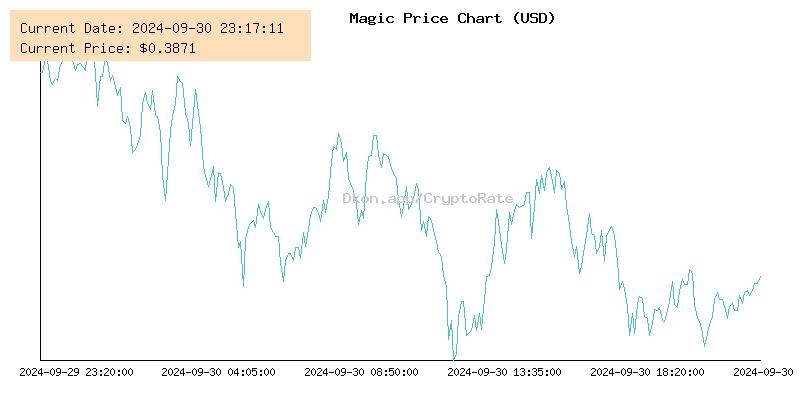 Magic Price Chart (USD)
Current Date: 2024-09-30 23:17:11
Current Price: $0.3871
Dkon.app/CryptoRate
2024-09-29 23:20:00 2024-09-30 04:05:00 2024-09-30 08:50:00 2024-09-30 13:35:00 2024-09-30 18:20:00 2024-09-30